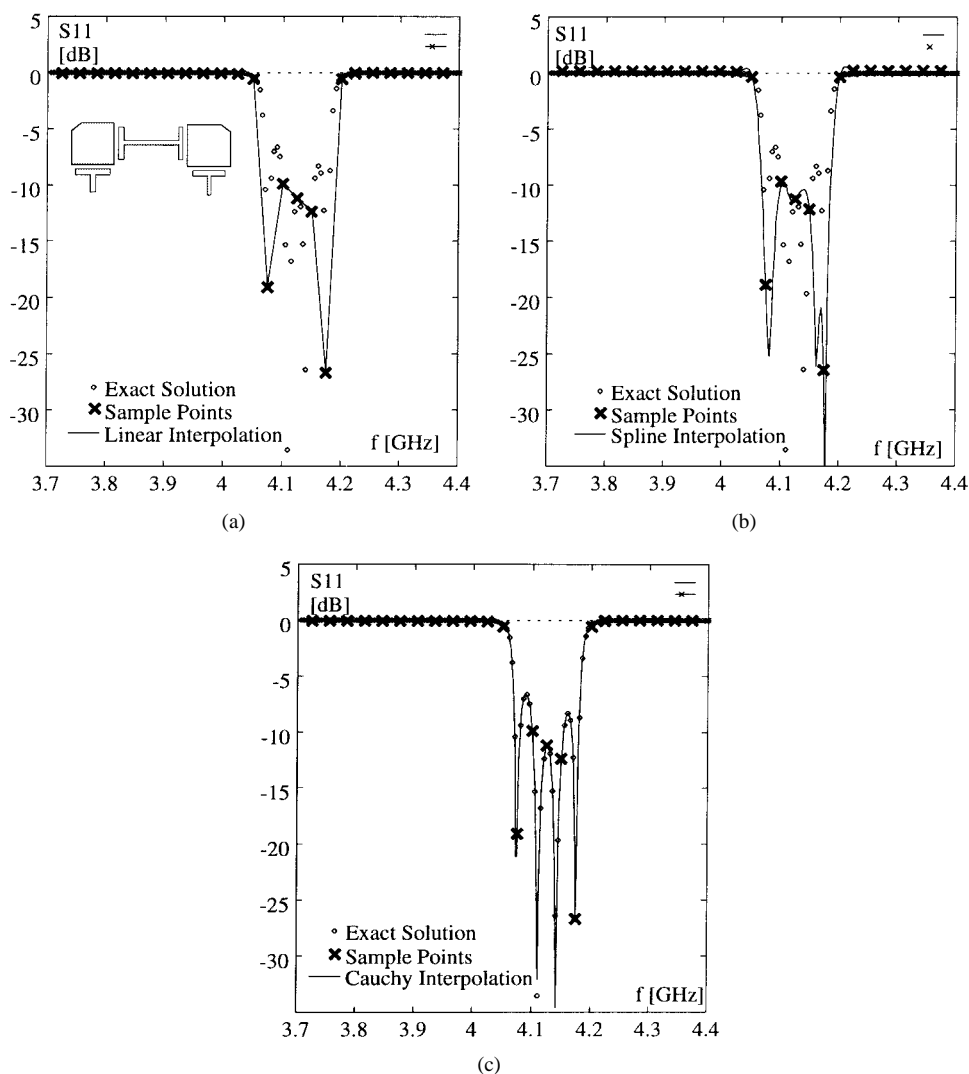 5
S11
[dB]
0
-5
-10
-15
-20
-25
-30
Exact Solution
Sample Points
Linear Interpolation
f [GHz]
3.7 3.8 3.9 4 4.1 4.2 4.3 4.4
(a)
5
S11
[dB]
0
-5
-10
-15
-20
-25
-30
Exact Solution
Sample Points
Spline Interpolation
f [GHz]
3.7 3.8 3.9 4 4.1 4.2 4.3 4.4
(b)
5
S11
[dB]
0
-5
-10
-15
-20
-25
-30
Exact Solution
Sample Points
Cauchy Interpolation
f [GHz]
3.7 3.8 3.9 4 4.1 4.2 4.3 4.4
(c)